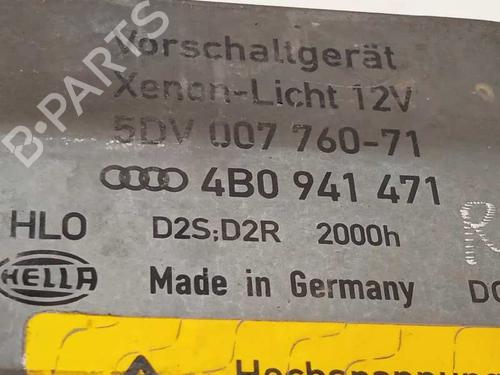 Vorschaltgerät
Xenon-Licht 12V
5DV 007 760-71
4B0 941 471
HLO D2S;D2R 2000h
HELLA Made in Germany
B-PARTS